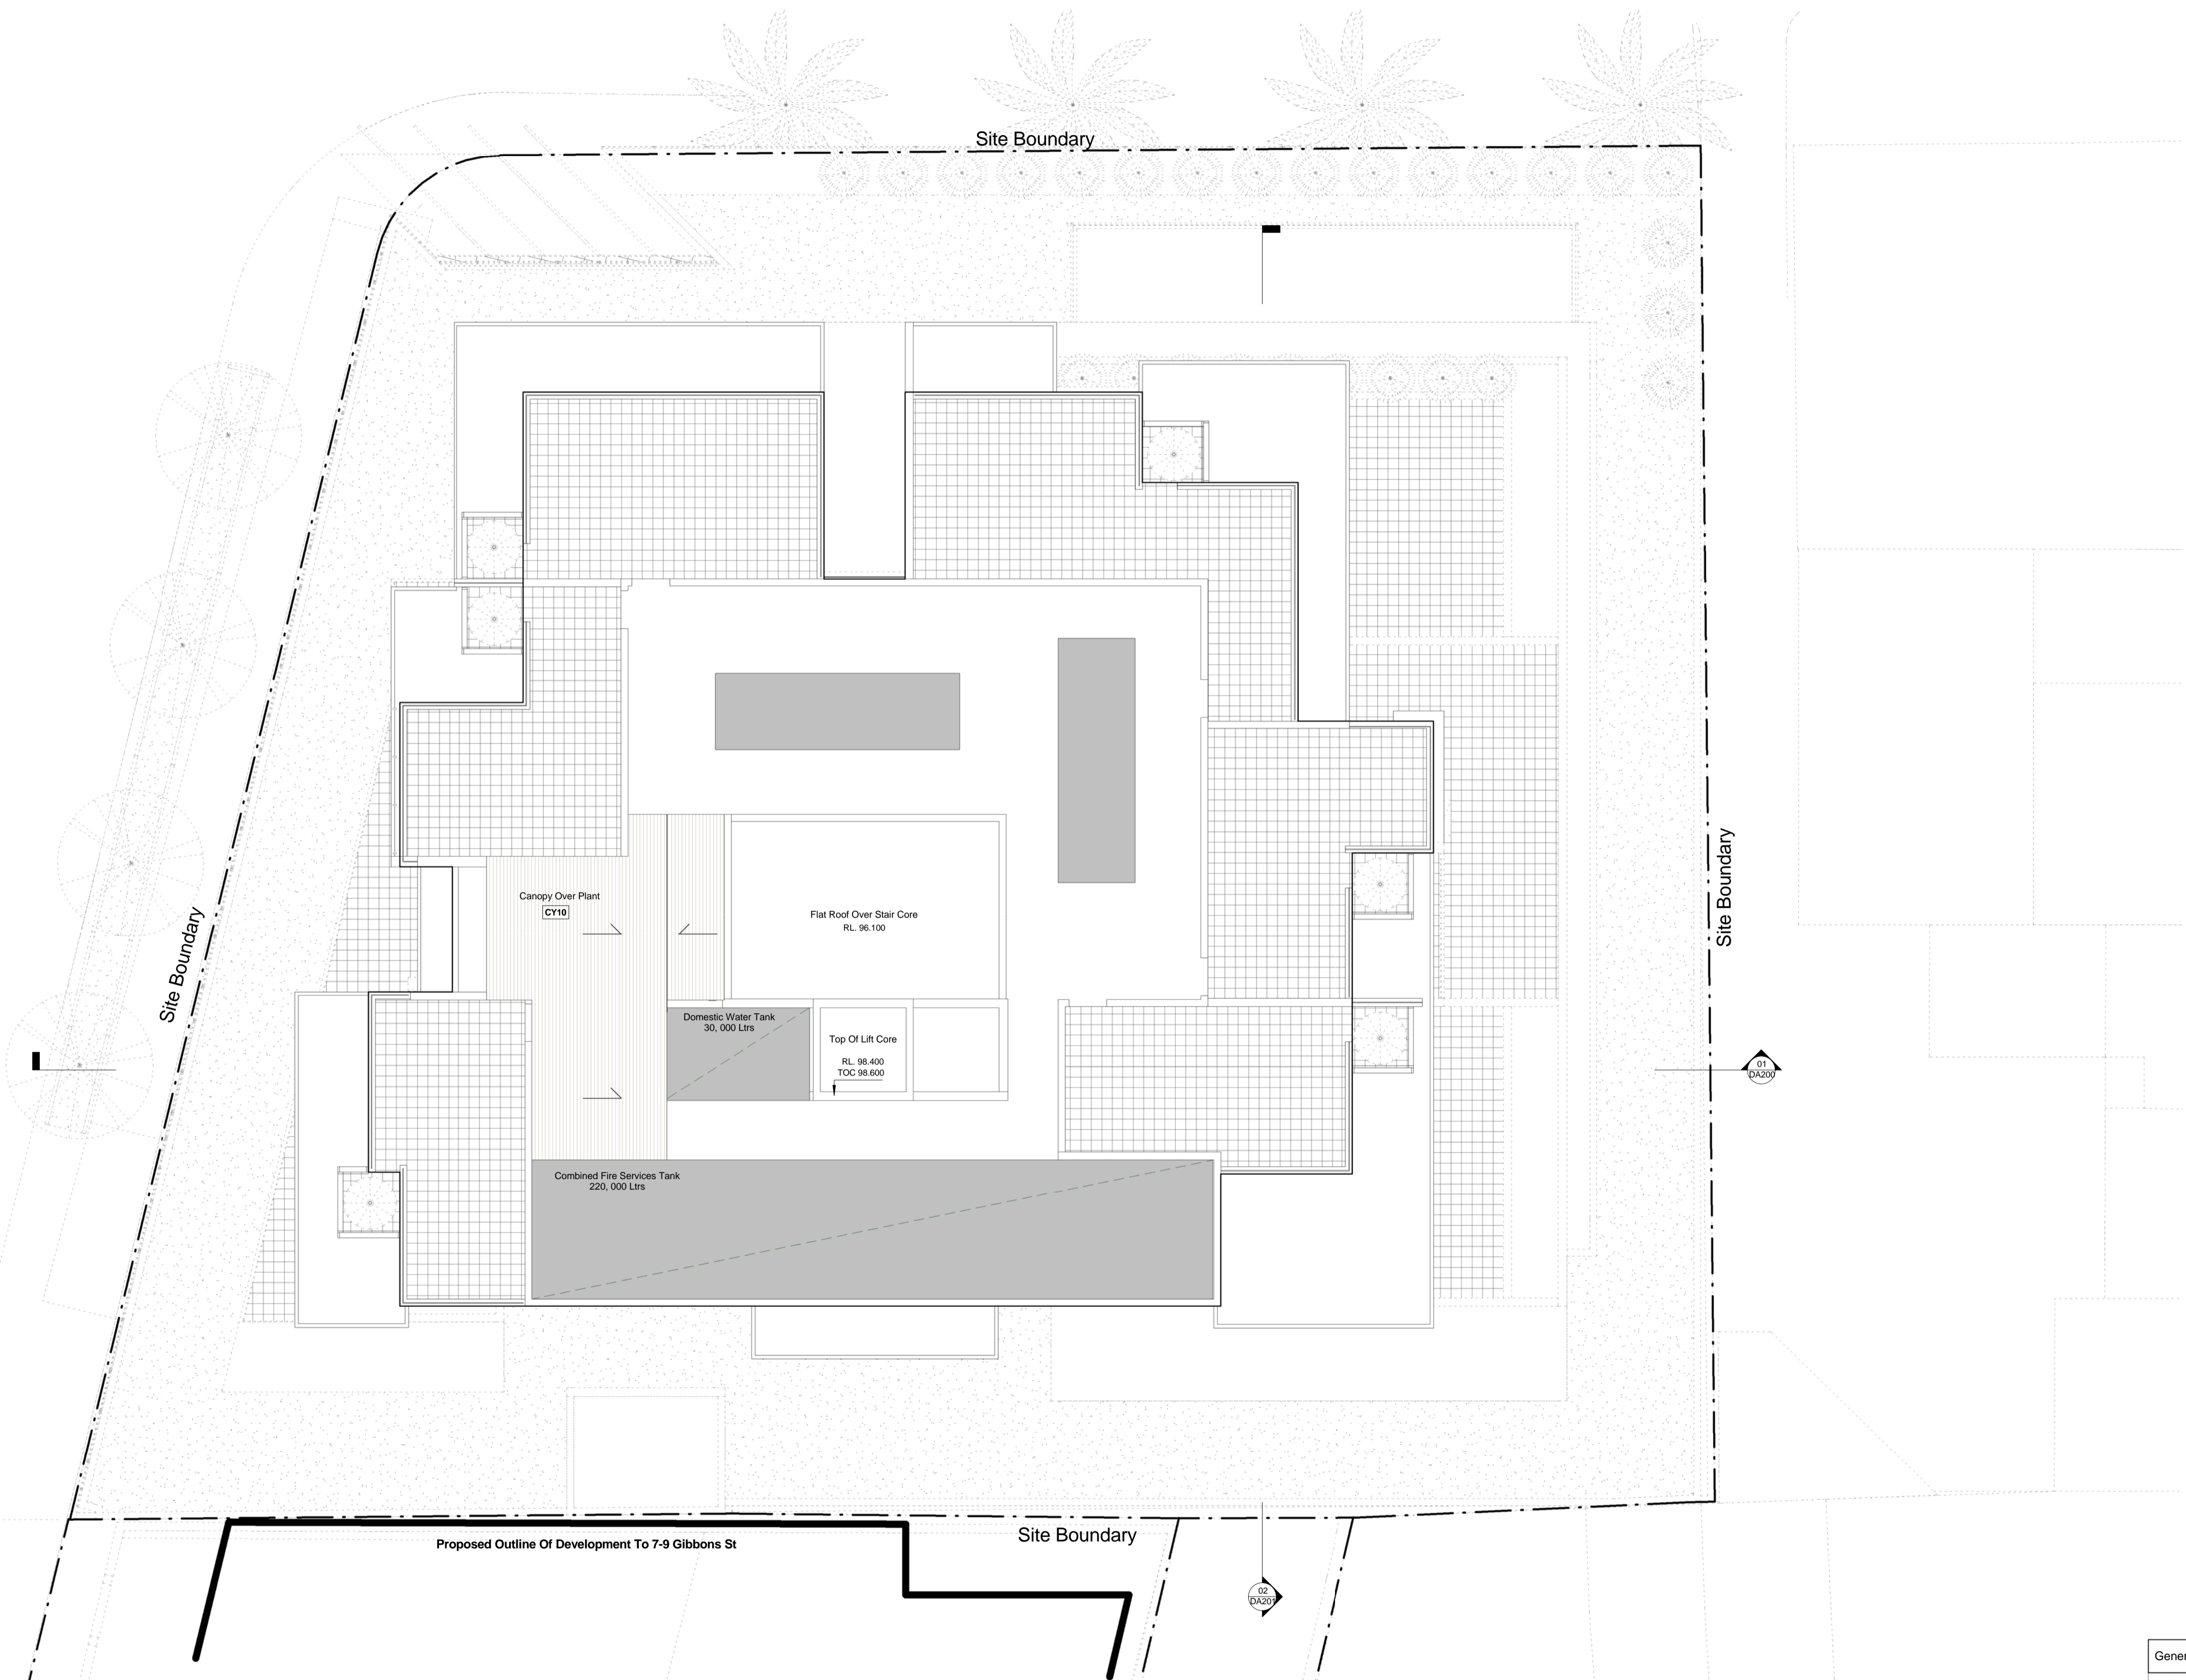 Site Boundary
Site Boundary
Canopy Over Plant
CY10
Flat Roof Over Stair Core
RL. 96.100
Site Boundary
Domestic Water Tank
30, 000 Ltrs
Top Of Lift Core
RL. 98.400
TOC 98.600
01
DA200
Combined Fire Services Tank
220, 000 Ltrs
Site Boundary
Proposed Outline Of Development To 7-9 Gibbons St
02
DA201